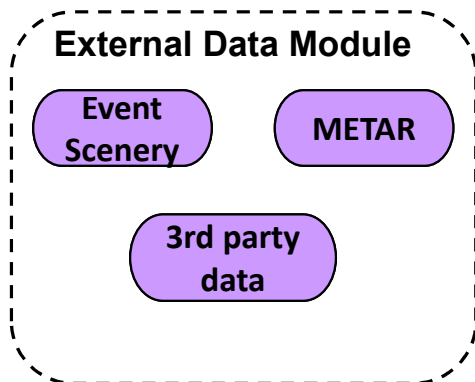 External Data Module
Event
Scenery
METAR
3rd party
data